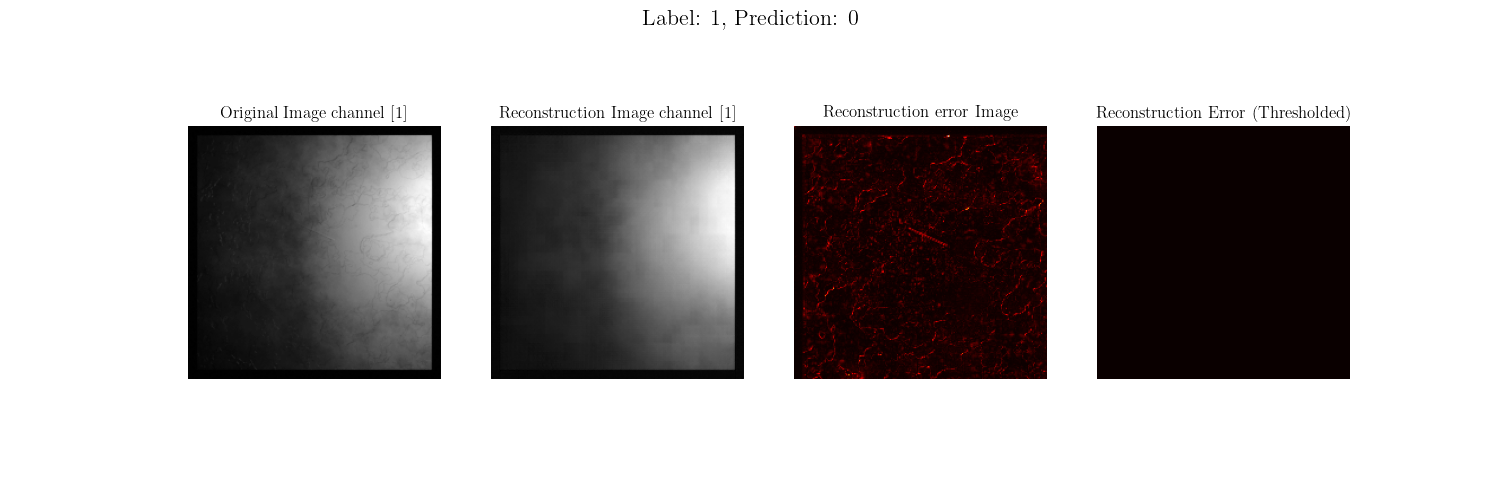 Label: 1, Prediction: 0
Original Image channel [1]
Reconstruction Image channel [1]
Reconstruction error Image
Reconstruction Error (Thresholded)